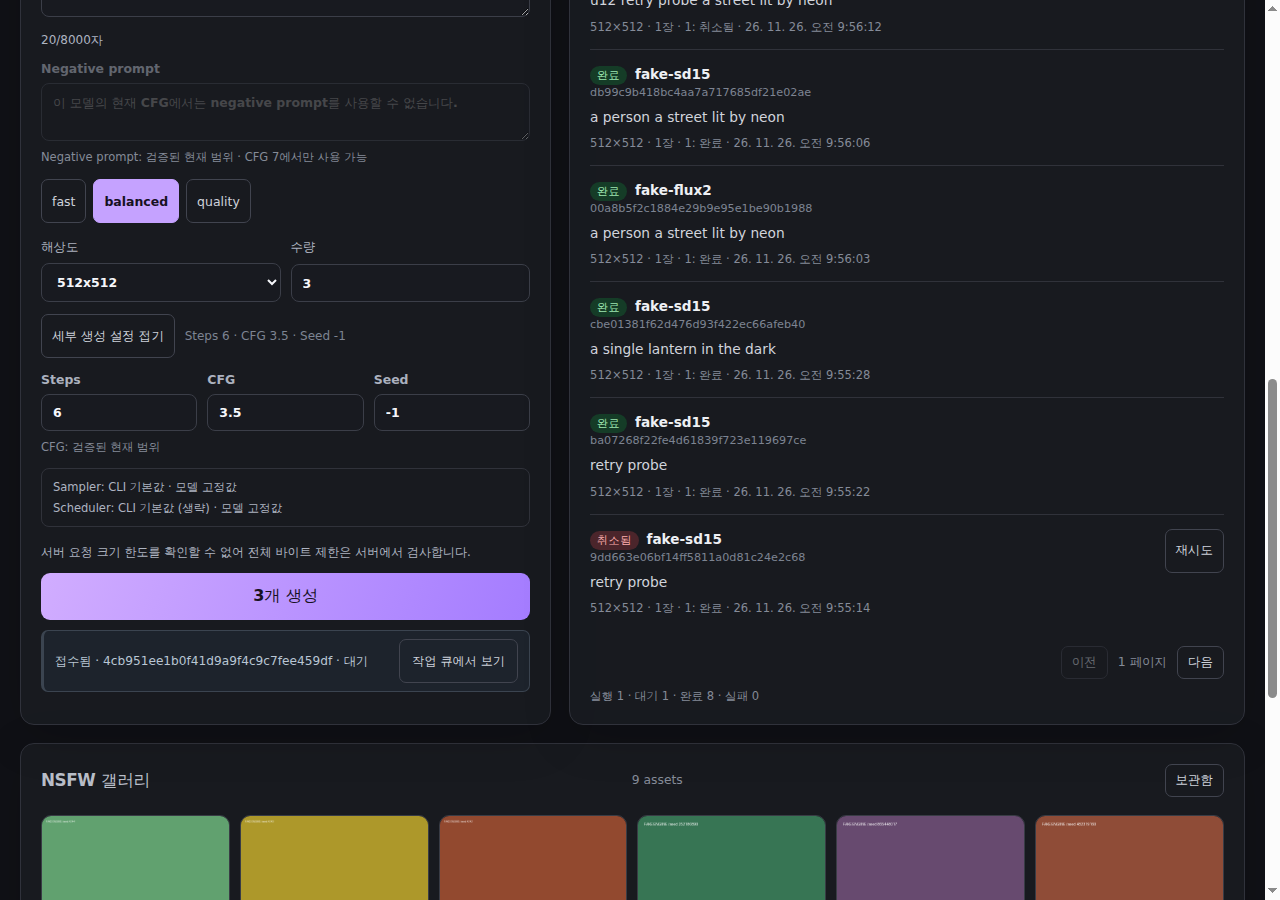 20/8000자
Negative prompt
이 모델의 현재 CFG에서는 negative prompt를 사용할 수 없습니다.
Negative prompt: 검증된 현재 범위 · CFG 7에서만 사용 가능
fast
balanced
quality
해상도
수량
512x512
3
세부 생성 설정 접기
Steps 6 · CFG 3.5 · Seed -1
Steps
CFG
Seed
6
3.5
-1
CFG: 검증된 현재 범위
Sampler: CLI 기본값 · 모델 고정값
Scheduler: CLI 기본값 (생략) · 모델 고정값
서버 요청 크기 한도를 확인할 수 없어 전체 바이트 제한은 서버에서 검사합니다.
3개 생성
접수됨 · 4cb951ee1b0f41d9a9f4c9c7fee459df · 대기
작업 큐에서 보기
u12 retry probe a street lit by neon
512×512 · 1장 · 1: 취소됨 · 26. 11. 26. 오전 9:56:12
완료 fake-sd15
db99c9b418bc4aa7a717685df21e02ae
a person a street lit by neon
512×512 · 1장 · 1: 완료 · 26. 11. 26. 오전 9:56:06
완료 fake-flux2
00a8b5f2c1884e29b9e95e1be90b1988
a person a street lit by neon
512×512 · 1장 · 1: 완료 · 26. 11. 26. 오전 9:56:03
완료 fake-sd15
cbe01381f62d476d93f422ec66afeb40
a single lantern in the dark
512×512 · 1장 · 1: 완료 · 26. 11. 26. 오전 9:55:28
완료 fake-sd15
ba07268f22fe4d61839f723e119697ce
retry probe
512×512 · 1장 · 1: 완료 · 26. 11. 26. 오전 9:55:22
취소됨 fake-sd15
9dd663e06bf14ff5811a0d81c24e2c68
재시도
retry probe
512×512 · 1장 · 1: 완료 · 26. 11. 26. 오전 9:55:14
이전
1 페이지
다음
실행 1 · 대기 1 · 완료 8 · 실패 0
NSFW 갤러리
9 assets
보관함